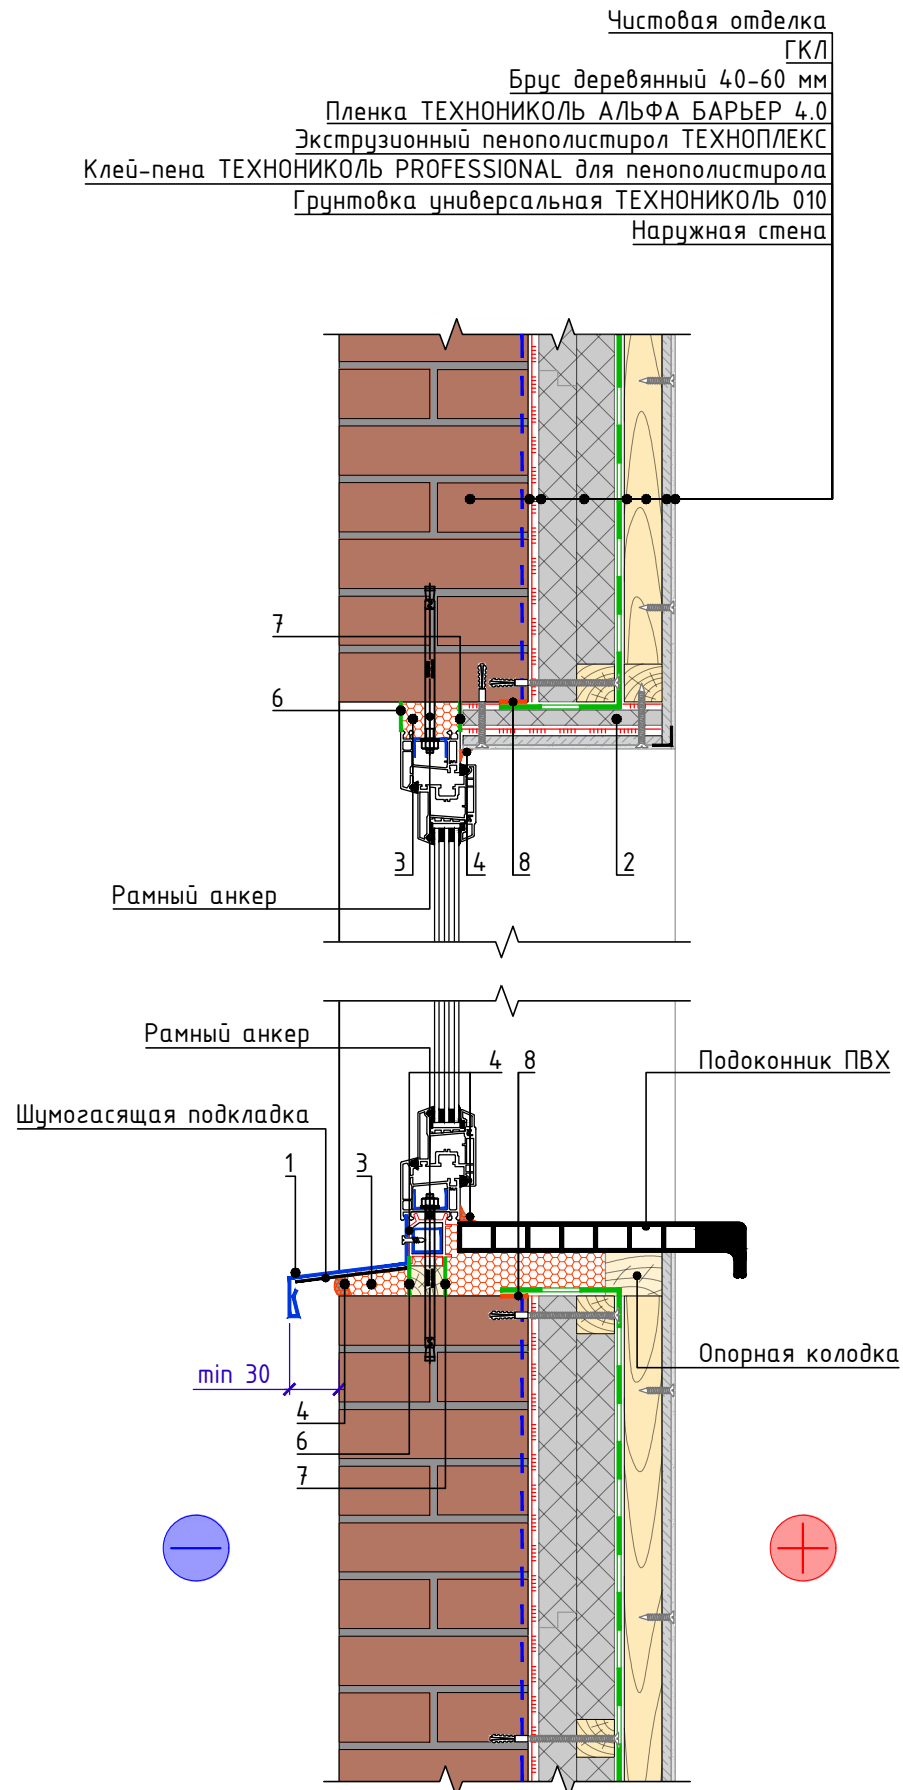 Чистовая отделка
ГКЛ
Брус деревянный 40-60 мм
Пленка ТЕХНОНИКОЛЬ АЛЬФА БАРЬЕР 4.0
Экструзионный пенополистирол ТЕХНОПЛЕКС
Клей-пена ТЕХНОНИКОЛЬ PROFESSIONAL для пенополистирола
Грунтовка универсальная ТЕХНОНИКОЛЬ 010
Наружная стена
7
6
3 4 8 2
Рамный анкер
Рамный анкер
4 8 Подоконник ПВХ
Шумогасящая подкладка
1 3
Опорная колодка
min 30
4
6
7